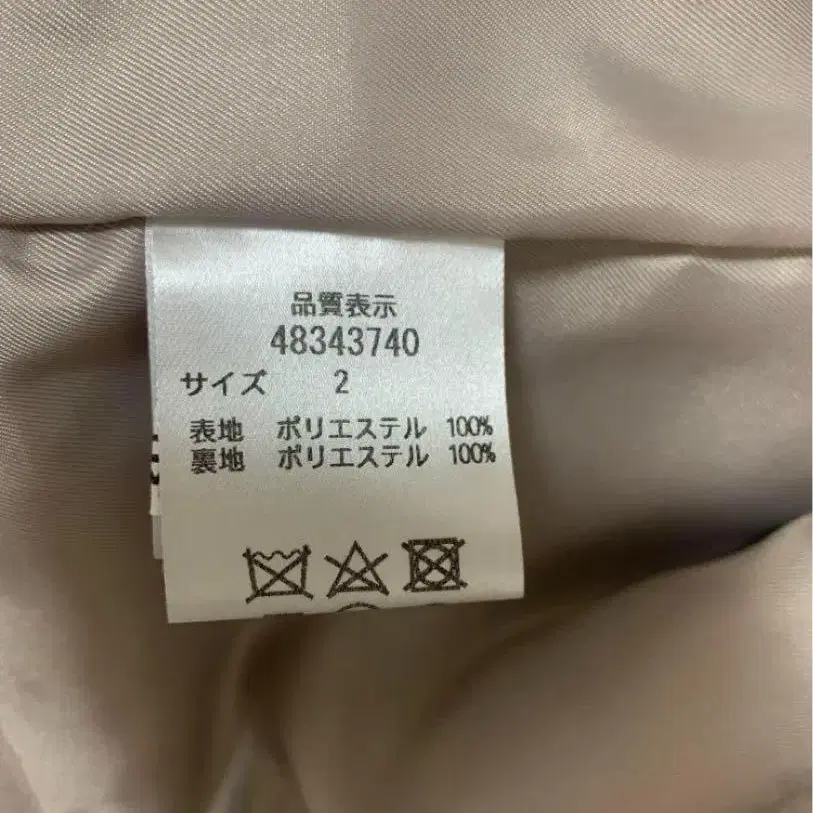 品質表示
48343740
サイズ 2
表地 ポリエステル 100%
裏地 ポリエステル 100%